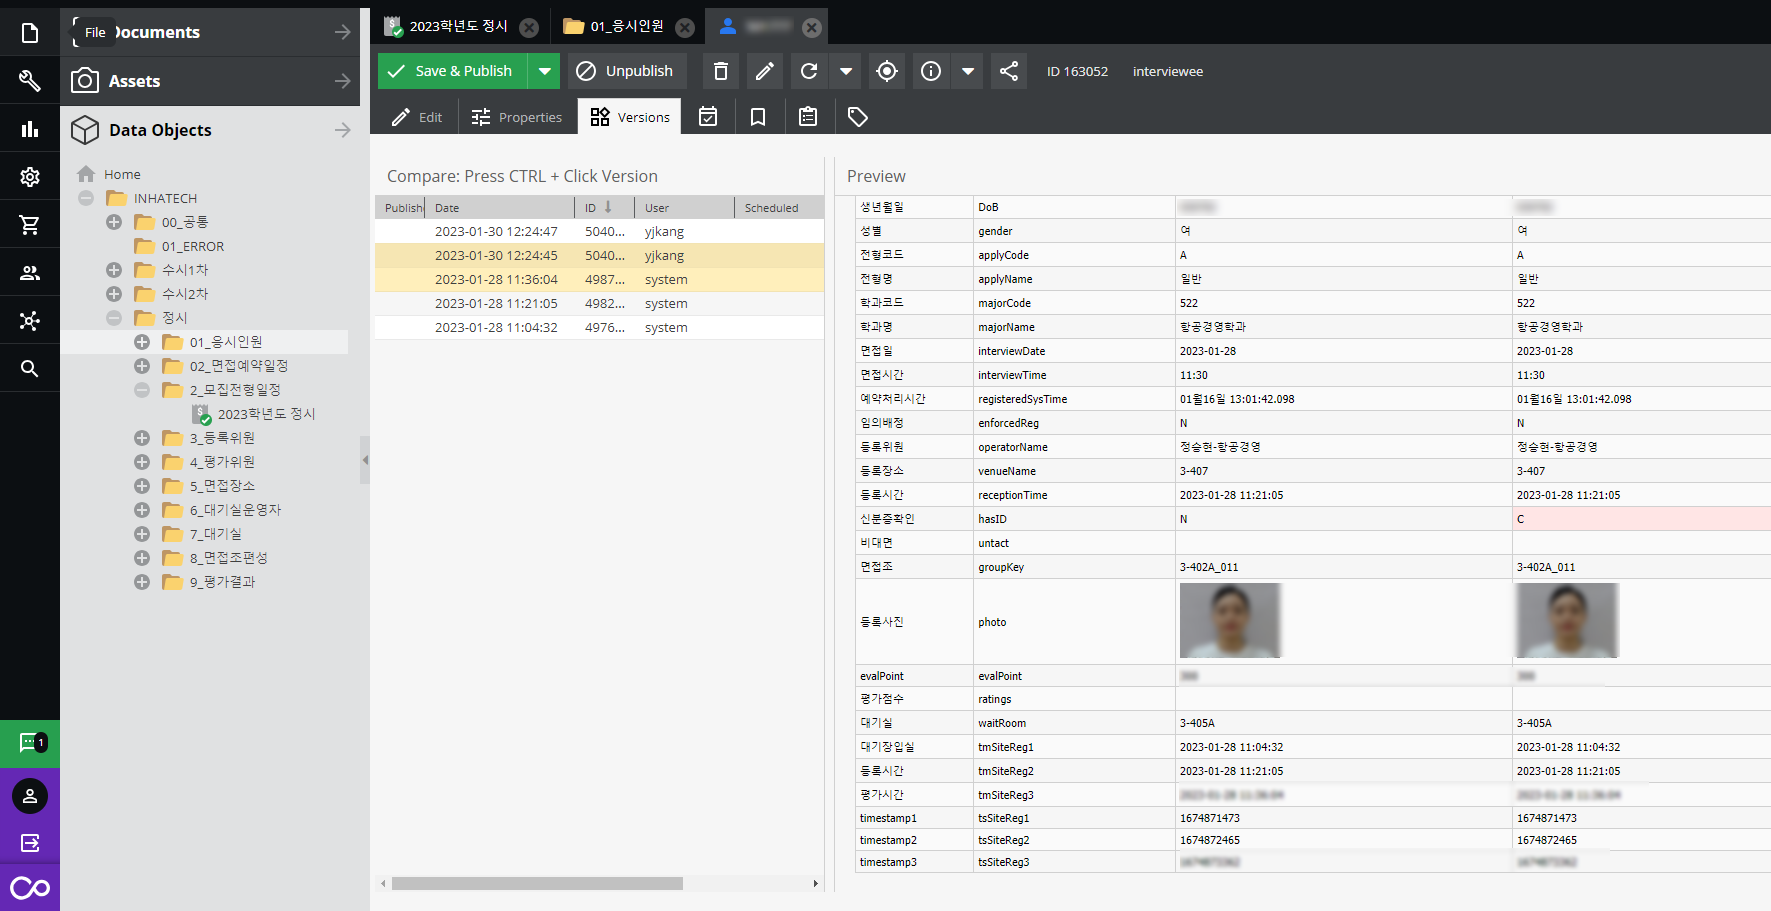 File
Documents
2023학년도 정시
01_응시인원
Assets
Save & Publish
Unpublish
ID 163052
interviewee
Data Objects
Edit
Properties
Versions
Home
INHATECH
00_공통
01_ERROR
수시1차
수시2차
정시
01_응시인원
02_면접예약일정
2_모집전형일정
2023학년도 정시
3_등록위원
4_평가위원
5_면접장소
6_대기실운영자
7_대기실
8_면접조편성
9_평가결과
1
Compare: Press CTRL + Click Version
Publish Date ID User Scheduled
2023-01-30 12:24:47 5040... yjkang
2023-01-30 12:24:45 5040... yjkang
2023-01-28 11:36:04 4987... system
2023-01-28 11:21:05 4982... system
2023-01-28 11:04:32 4976... system
Preview
생년월일 DoB
성별 gender 여 여
전형코드 applyCode A A
전형명 applyName 일반 일반
학과코드 majorCode 522 522
학과명 majorName 항공경영학과 항공경영학과
면접일 interviewDate 2023-01-28 2023-01-28
면접시간 interviewTime 11:30 11:30
예약처리시간 registeredSysTime 01월16일 13:01:42.098 01월16일 13:01:42.098
임의배정 enforcedReg N N
등록위원 operatorName 정승현-항공경영 정승현-항공경영
등록장소 venueName 3-407 3-407
등록시간 receptionTime 2023-01-28 11:21:05 2023-01-28 11:21:05
신분증확인 hasID N C
비대면 untact
면접조 groupKey 3-402A_011 3-402A_011
등록사진 photo
evalPoint evalPoint
평가점수 ratings
대기실 waitRoom 3-405A 3-405A
대기장입실 tmSiteReg1 2023-01-28 11:04:32 2023-01-28 11:04:32
등록시간 tmSiteReg2 2023-01-28 11:21:05 2023-01-28 11:21:05
평가시간 tmSiteReg3
timestamp1 tsSiteReg1 1674871473 1674871473
timestamp2 tsSiteReg2 1674872465 1674872465
timestamp3 tsSiteReg3